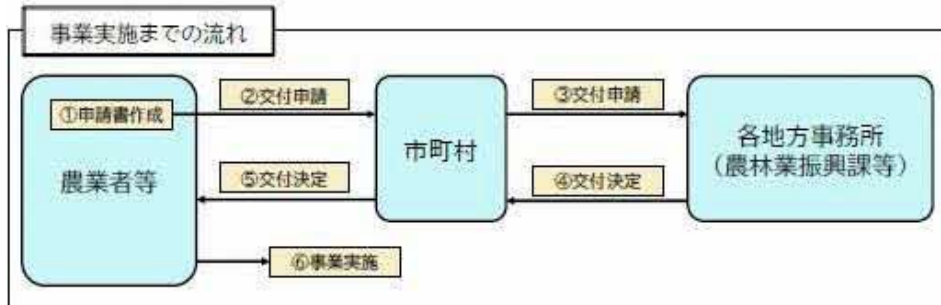 事業実施までの流れ
①申請書作成
②交付申請
③交付申請
農業者等
市町村
各地方事務所
（農林業振興課等）
⑤交付決定
④交付決定
⑥事業実施